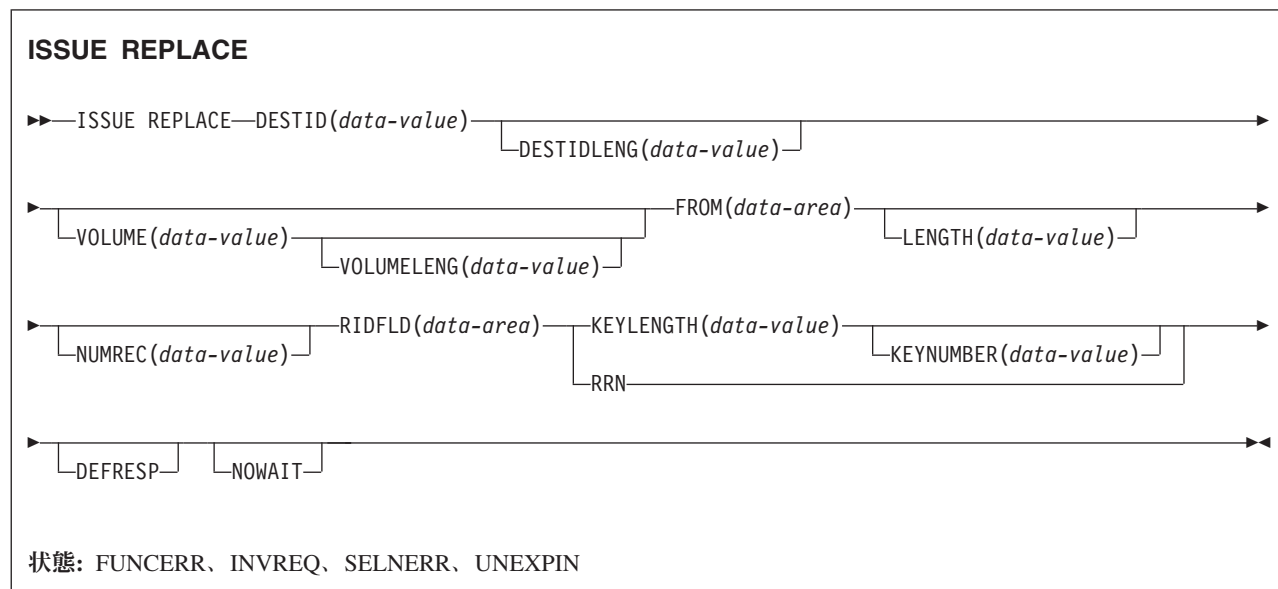 ISSUE REPLACE
ISSUE REPLACE DESTID(data-value)
DESTIDLENG(data-value)
FROM(data-area)
VOLUME(data-value)
LENGTH(data-value)
VOLUMELENG(data-value)
RIDFLD(data-area) KEYLENGTH(data-value)
NUMREC(data-value)
KEYNUMBER(data-value)
RRN
DEFRESP NOWAIT
状態: FUNCERR、INVREQ、SELNERR、UNEXPIN